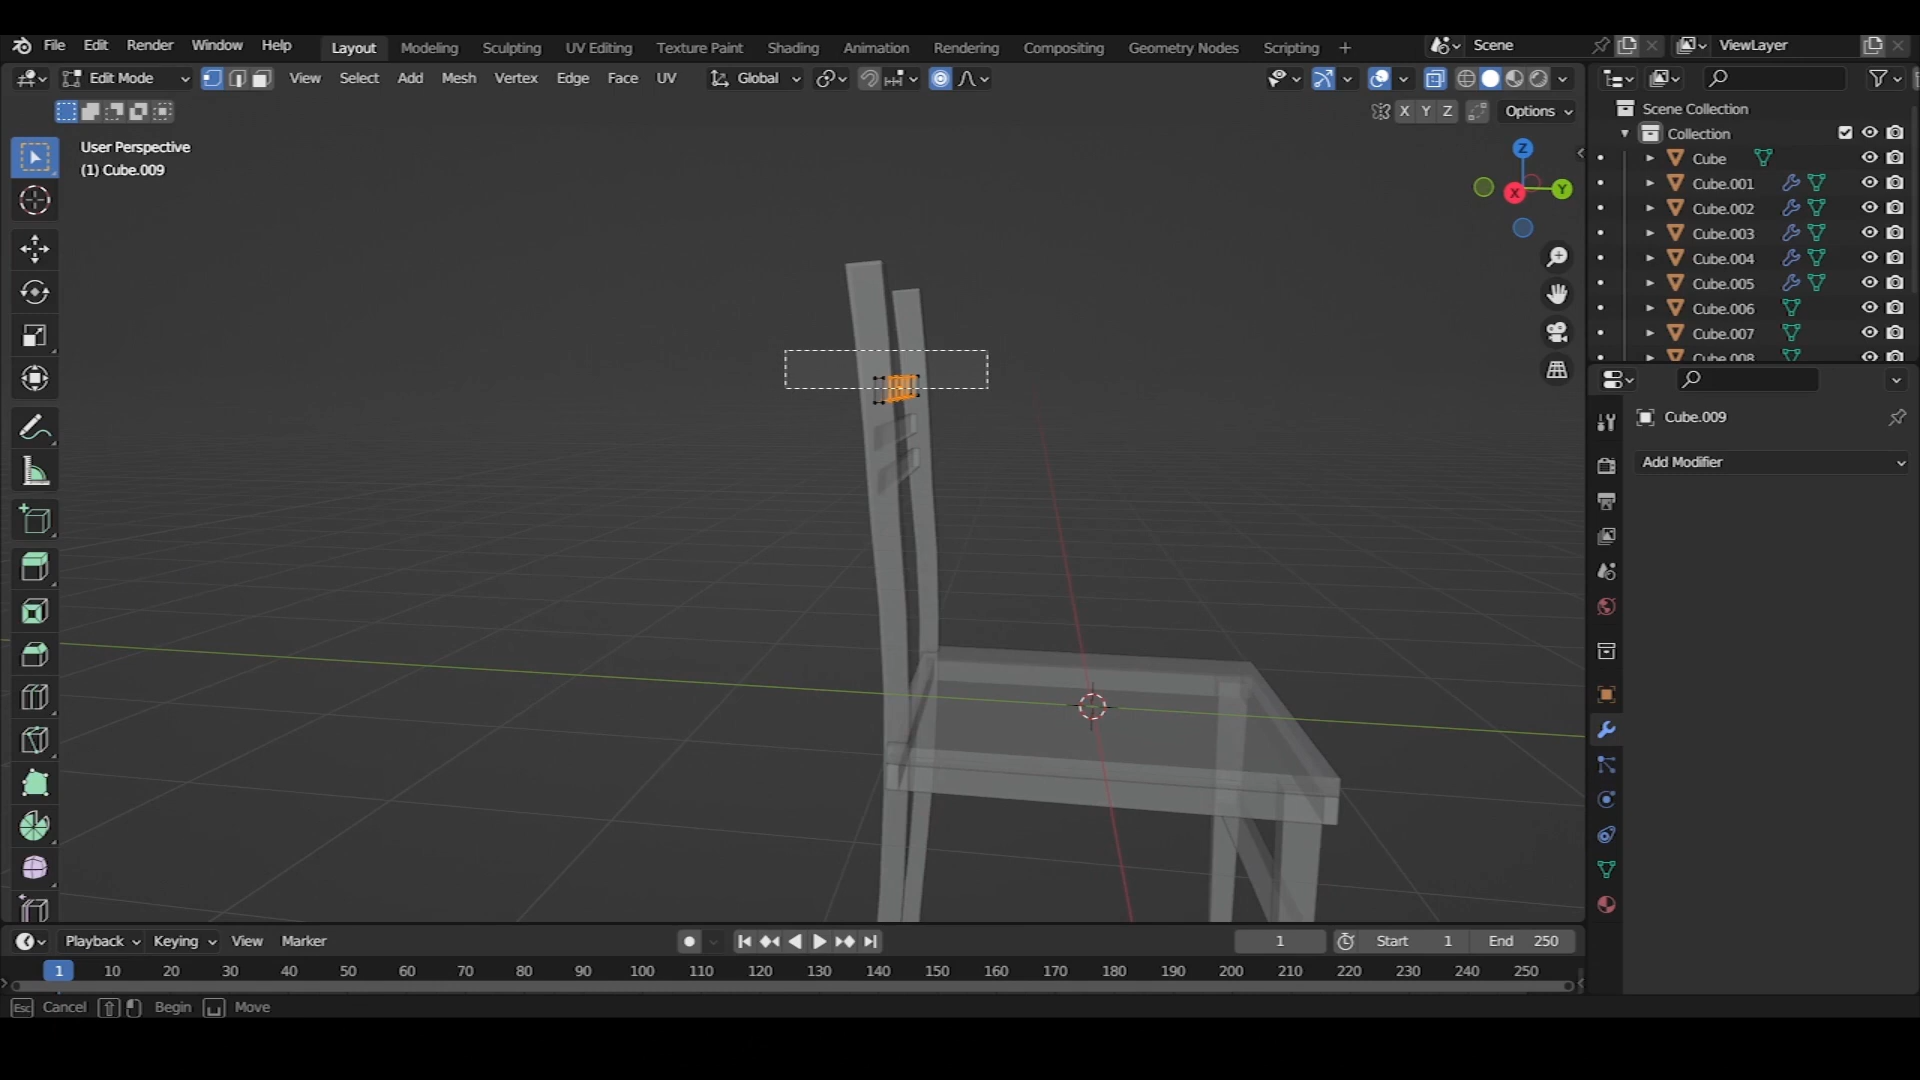 File Edit Render Window Help Layout Modeling Sculpting UV Editing Texture Paint Shading Animation Rendering Compositing Geometry Nodes Scripting + Scene ViewLayer
Edit Mode View Select Add Mesh Vertex Edge Face UV Global
X Y Z Options
Scene Collection
Collection
Cube
Cube.001
Cube.002
Cube.003
Cube.004
Cube.005
Cube.006
Cube.007
Cube.008
User Perspective
(1) Cube.009
Z
X
Y
Cube.009
Add Modifier
Playback Keying View Marker 1 Start 1 End 250
1 10 20 30 40 50 60 70 80 90 100 110 120 130 140 150 160 170 180 190 200 210 220 230 240 250
Esc Cancel Begin Move